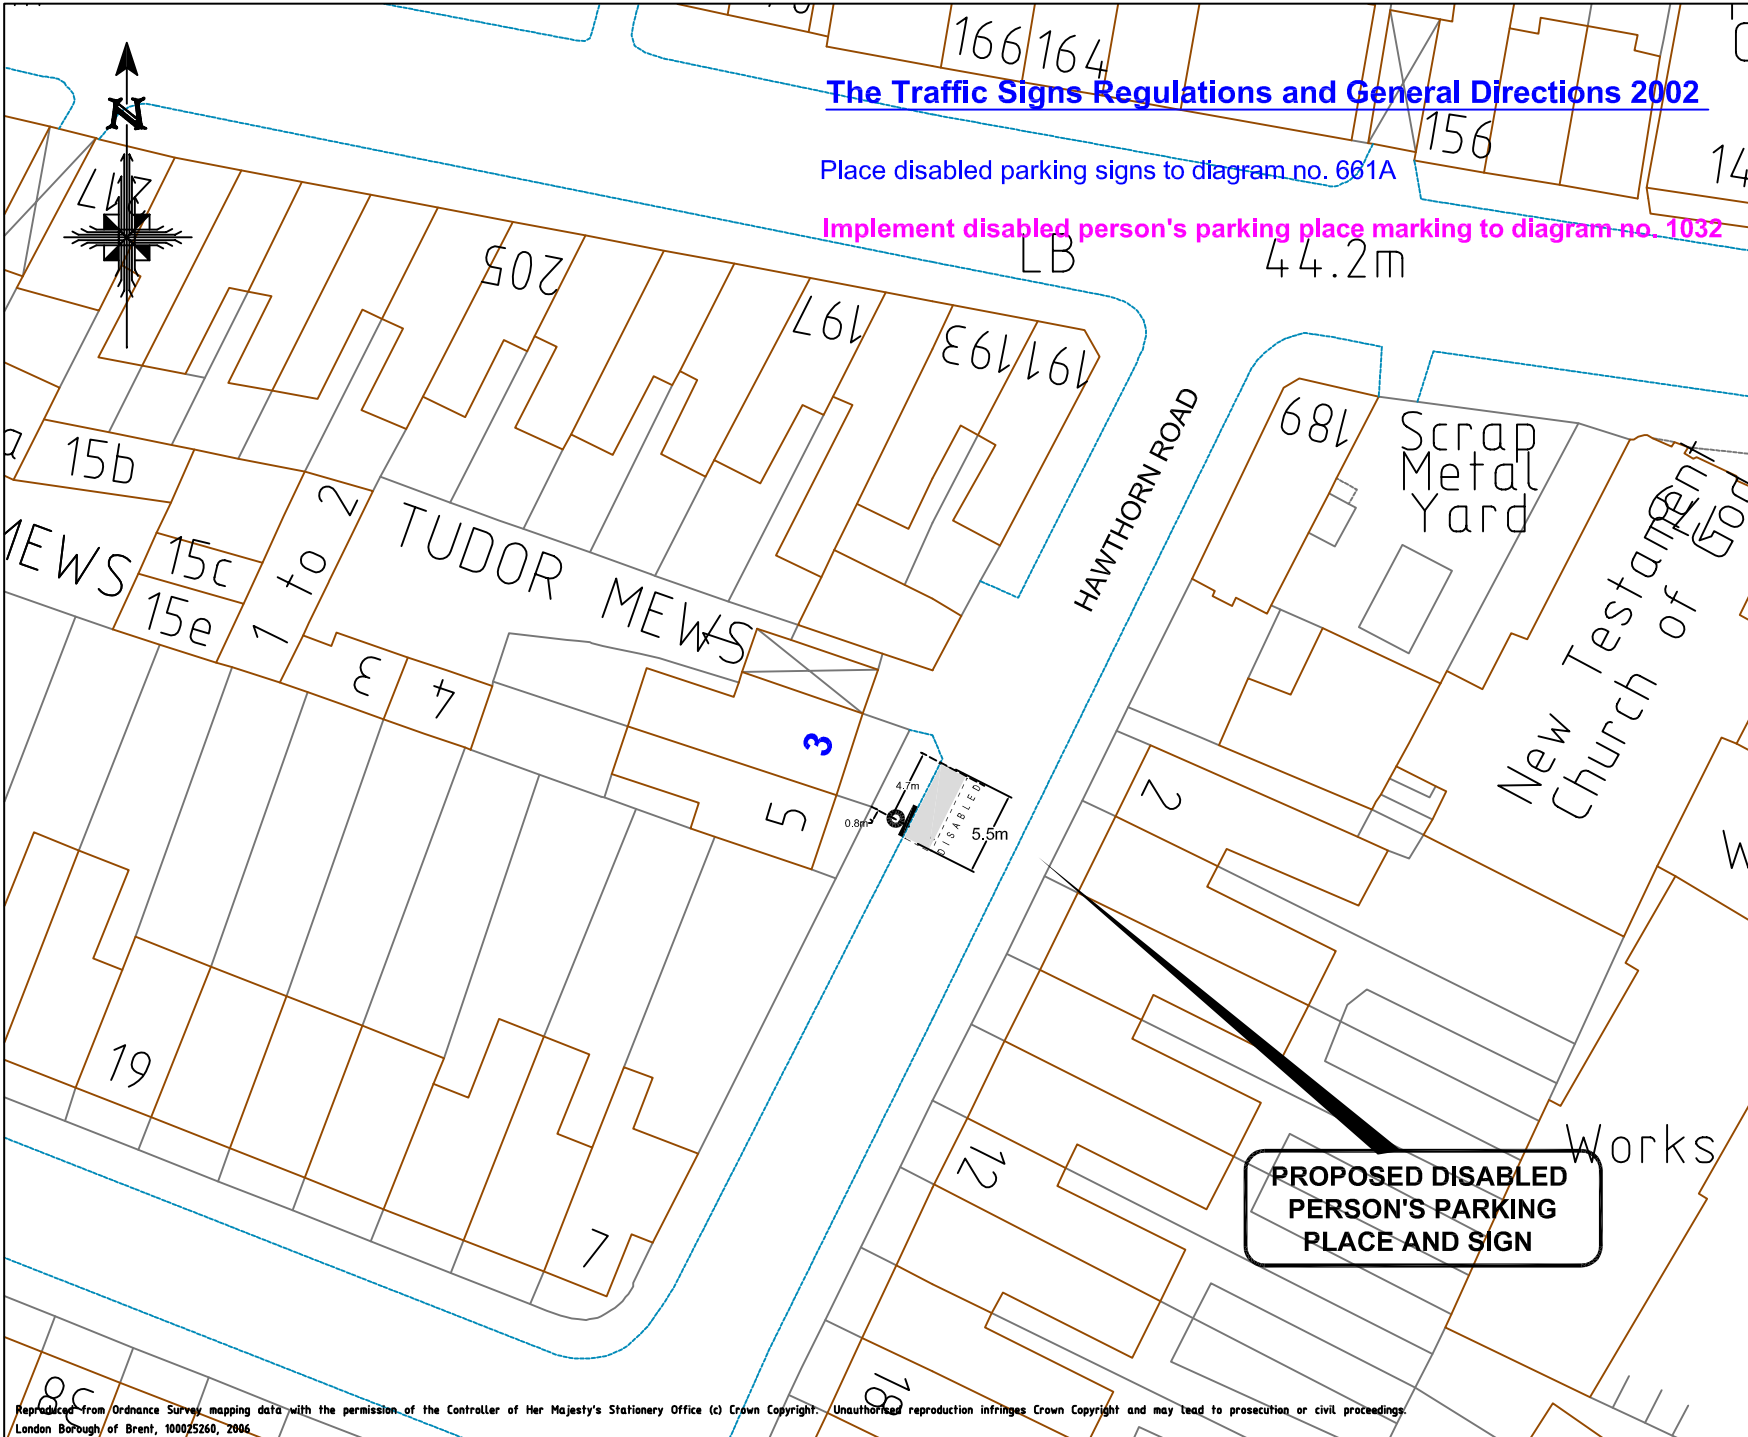 166 164
The Traffic Signs Regulations and General Directions 2002
156
14
Place disabled parking signs to diagram no. 661A
Implement disabled person's parking place marking to diagram no. 1032
N
217
LB
44.2m
205
197
193
191
189
HAWTHORN ROAD
Scrap
Metal
Yard
New Testament
Church of God
a
15b
MEWS
15c
15e
1 to 2
TUDOR MEWS
1
3
4
3
5
4.7m
0.8m
DISABLED
5.5m
2
W
19
7
12
Works
PROPOSED DISABLED
PERSON'S PARKING
PLACE AND SIGN
18
38
Reproduced from Ordnance Survey mapping data with the permission of the Controller of Her Majesty's Stationery Office (c) Crown Copyright. Unauthorised reproduction infringes Crown Copyright and may lead to prosecution or civil proceedings.
London Borough of Brent, 100025260, 2006